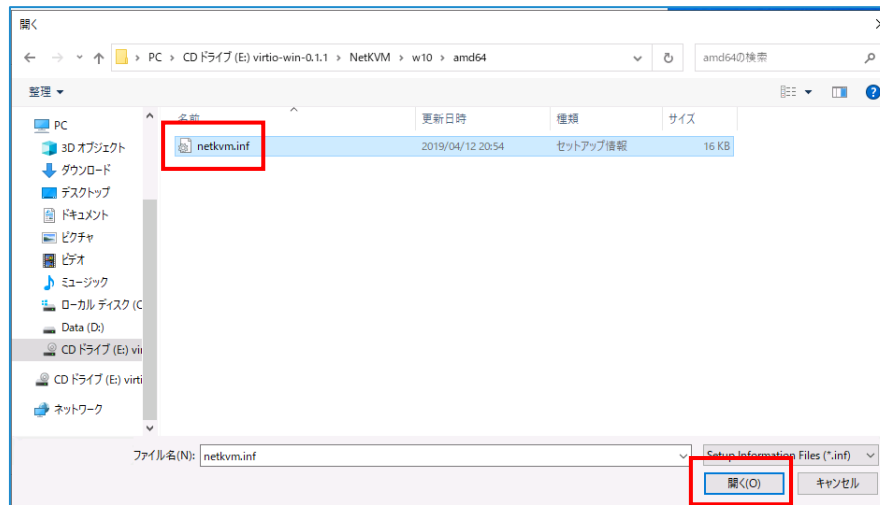 開く
PC › CD ドライブ (E:) virtio-win-0.1.1 › NetKVM › w10 › amd64
amd64の検索
整理
名前 更新日時 種類 サイズ
netkvm.inf 2019/04/12 20:54 セットアップ情報 16 KB
PC
3D オブジェクト
ダウンロード
デスクトップ
ドキュメント
ピクチャ
ビデオ
ミュージック
ローカル ディスク (C
Data (D:)
CD ドライブ (E:) vir
CD ドライブ (E:) virti
ネットワーク
ファイル名(N): netkvm.inf
Setup Information Files (*.inf)
開く(O) キャンセル